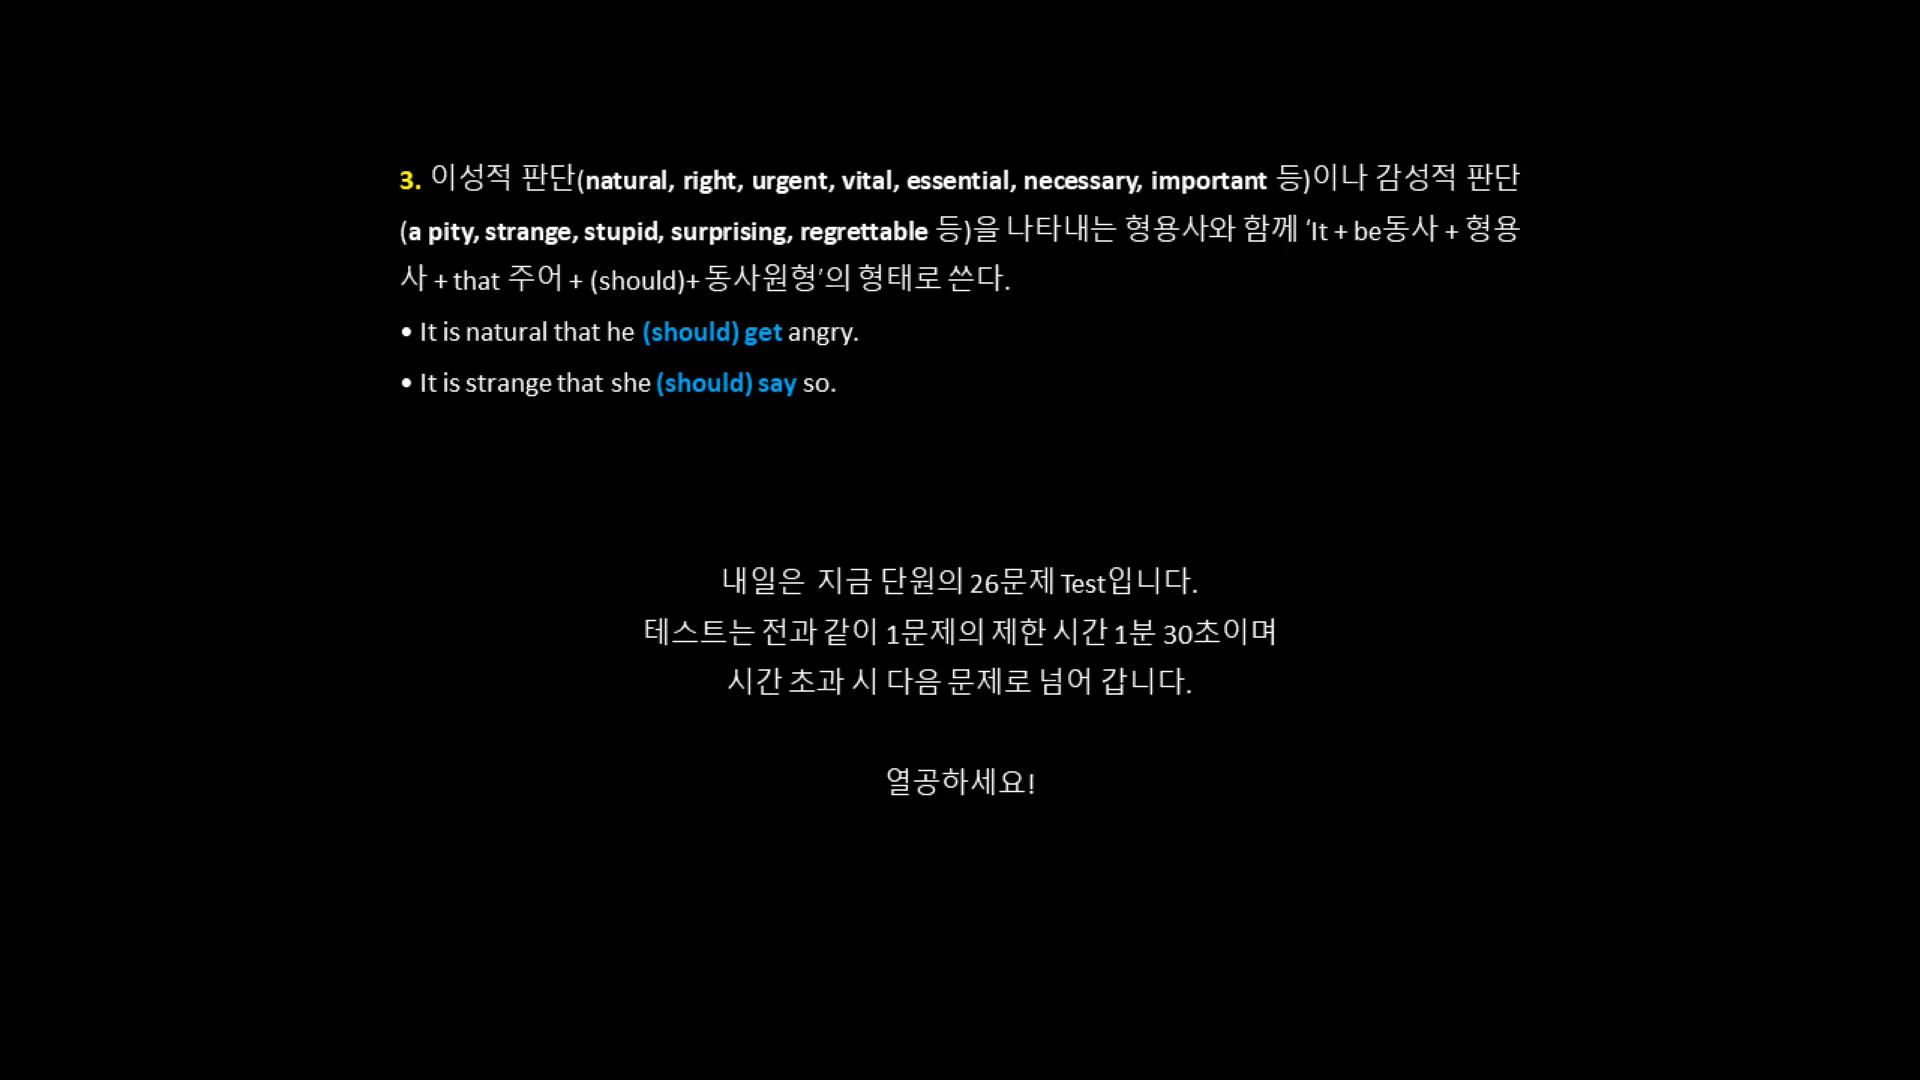 3. 이성적 판단(natural, right, urgent, vital, essential, necessary, important 등)이나 감성적 판단
(a pity, strange, stupid, surprising, regrettable 등)을 나타내는 형용사와 함께 ‘It + be동사 + 형용
사 + that 주어 + (should)+ 동사원형’의 형태로 쓴다.
• It is natural that he (should) get angry.
• It is strange that she (should) say so.
내일은 지금 단원의 26문제 Test입니다.
테스트는 전과 같이 1문제의 제한 시간 1분 30초이며
시간 초과 시 다음 문제로 넘어 갑니다.
열공하세요!